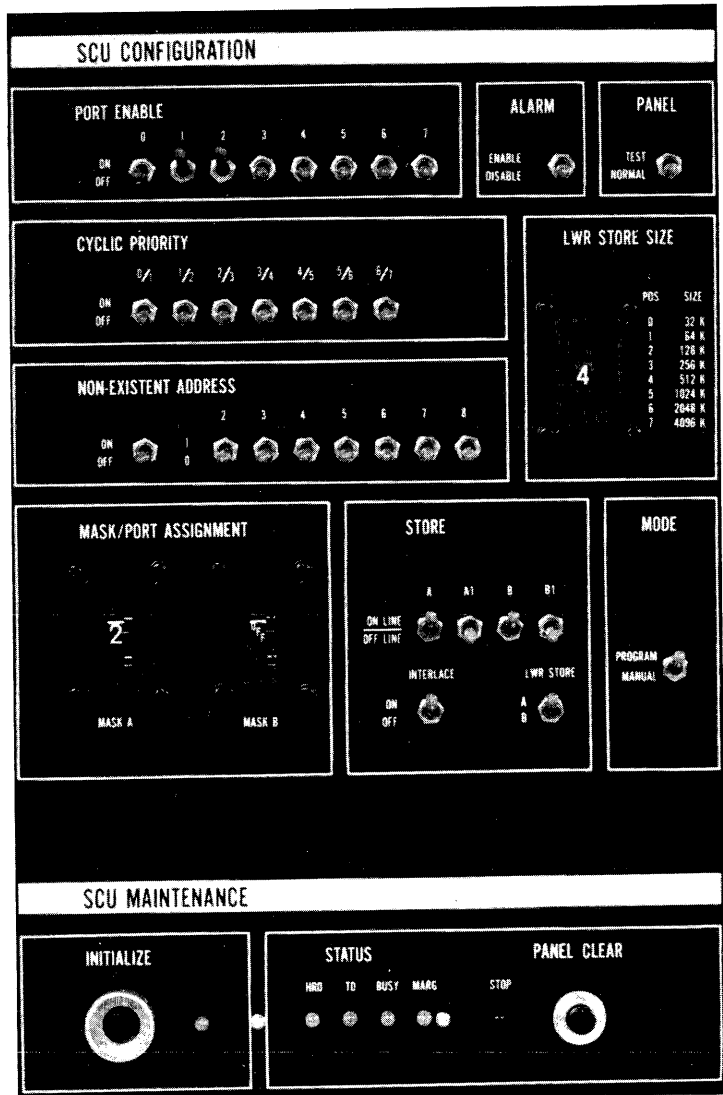 SCU CONFIGURATION
PORT ENABLE
0 1 2 3 4 5 6 7
ON
OFF
ALARM
ENABLE
DISABLE
PANEL
TEST
NORMAL
CYCLIC PRIORITY
0/1 1/2 2/3 3/4 4/5 5/6 6/7
ON
OFF
LWR STORE SIZE
4
POS SIZE
0 32 K
1 64 K
2 128 K
3 256 K
4 512 K
5 1024 K
6 2048 K
7 4096 K
NON-EXISTENT ADDRESS
2 3 4 5 6 7 8
ON
OFF
1
0
MASK/PORT ASSIGNMENT
2 OFF
MASK A MASK B
STORE
A A1 B B1
ON LINE
OFF LINE
INTERLACE LWR STORE
ON
OFF
A
B
MODE
PROGRAM
MANUAL
SCU MAINTENANCE
INITIALIZE
STATUS
HRD TD BUSY MARG
STOP
PANEL CLEAR